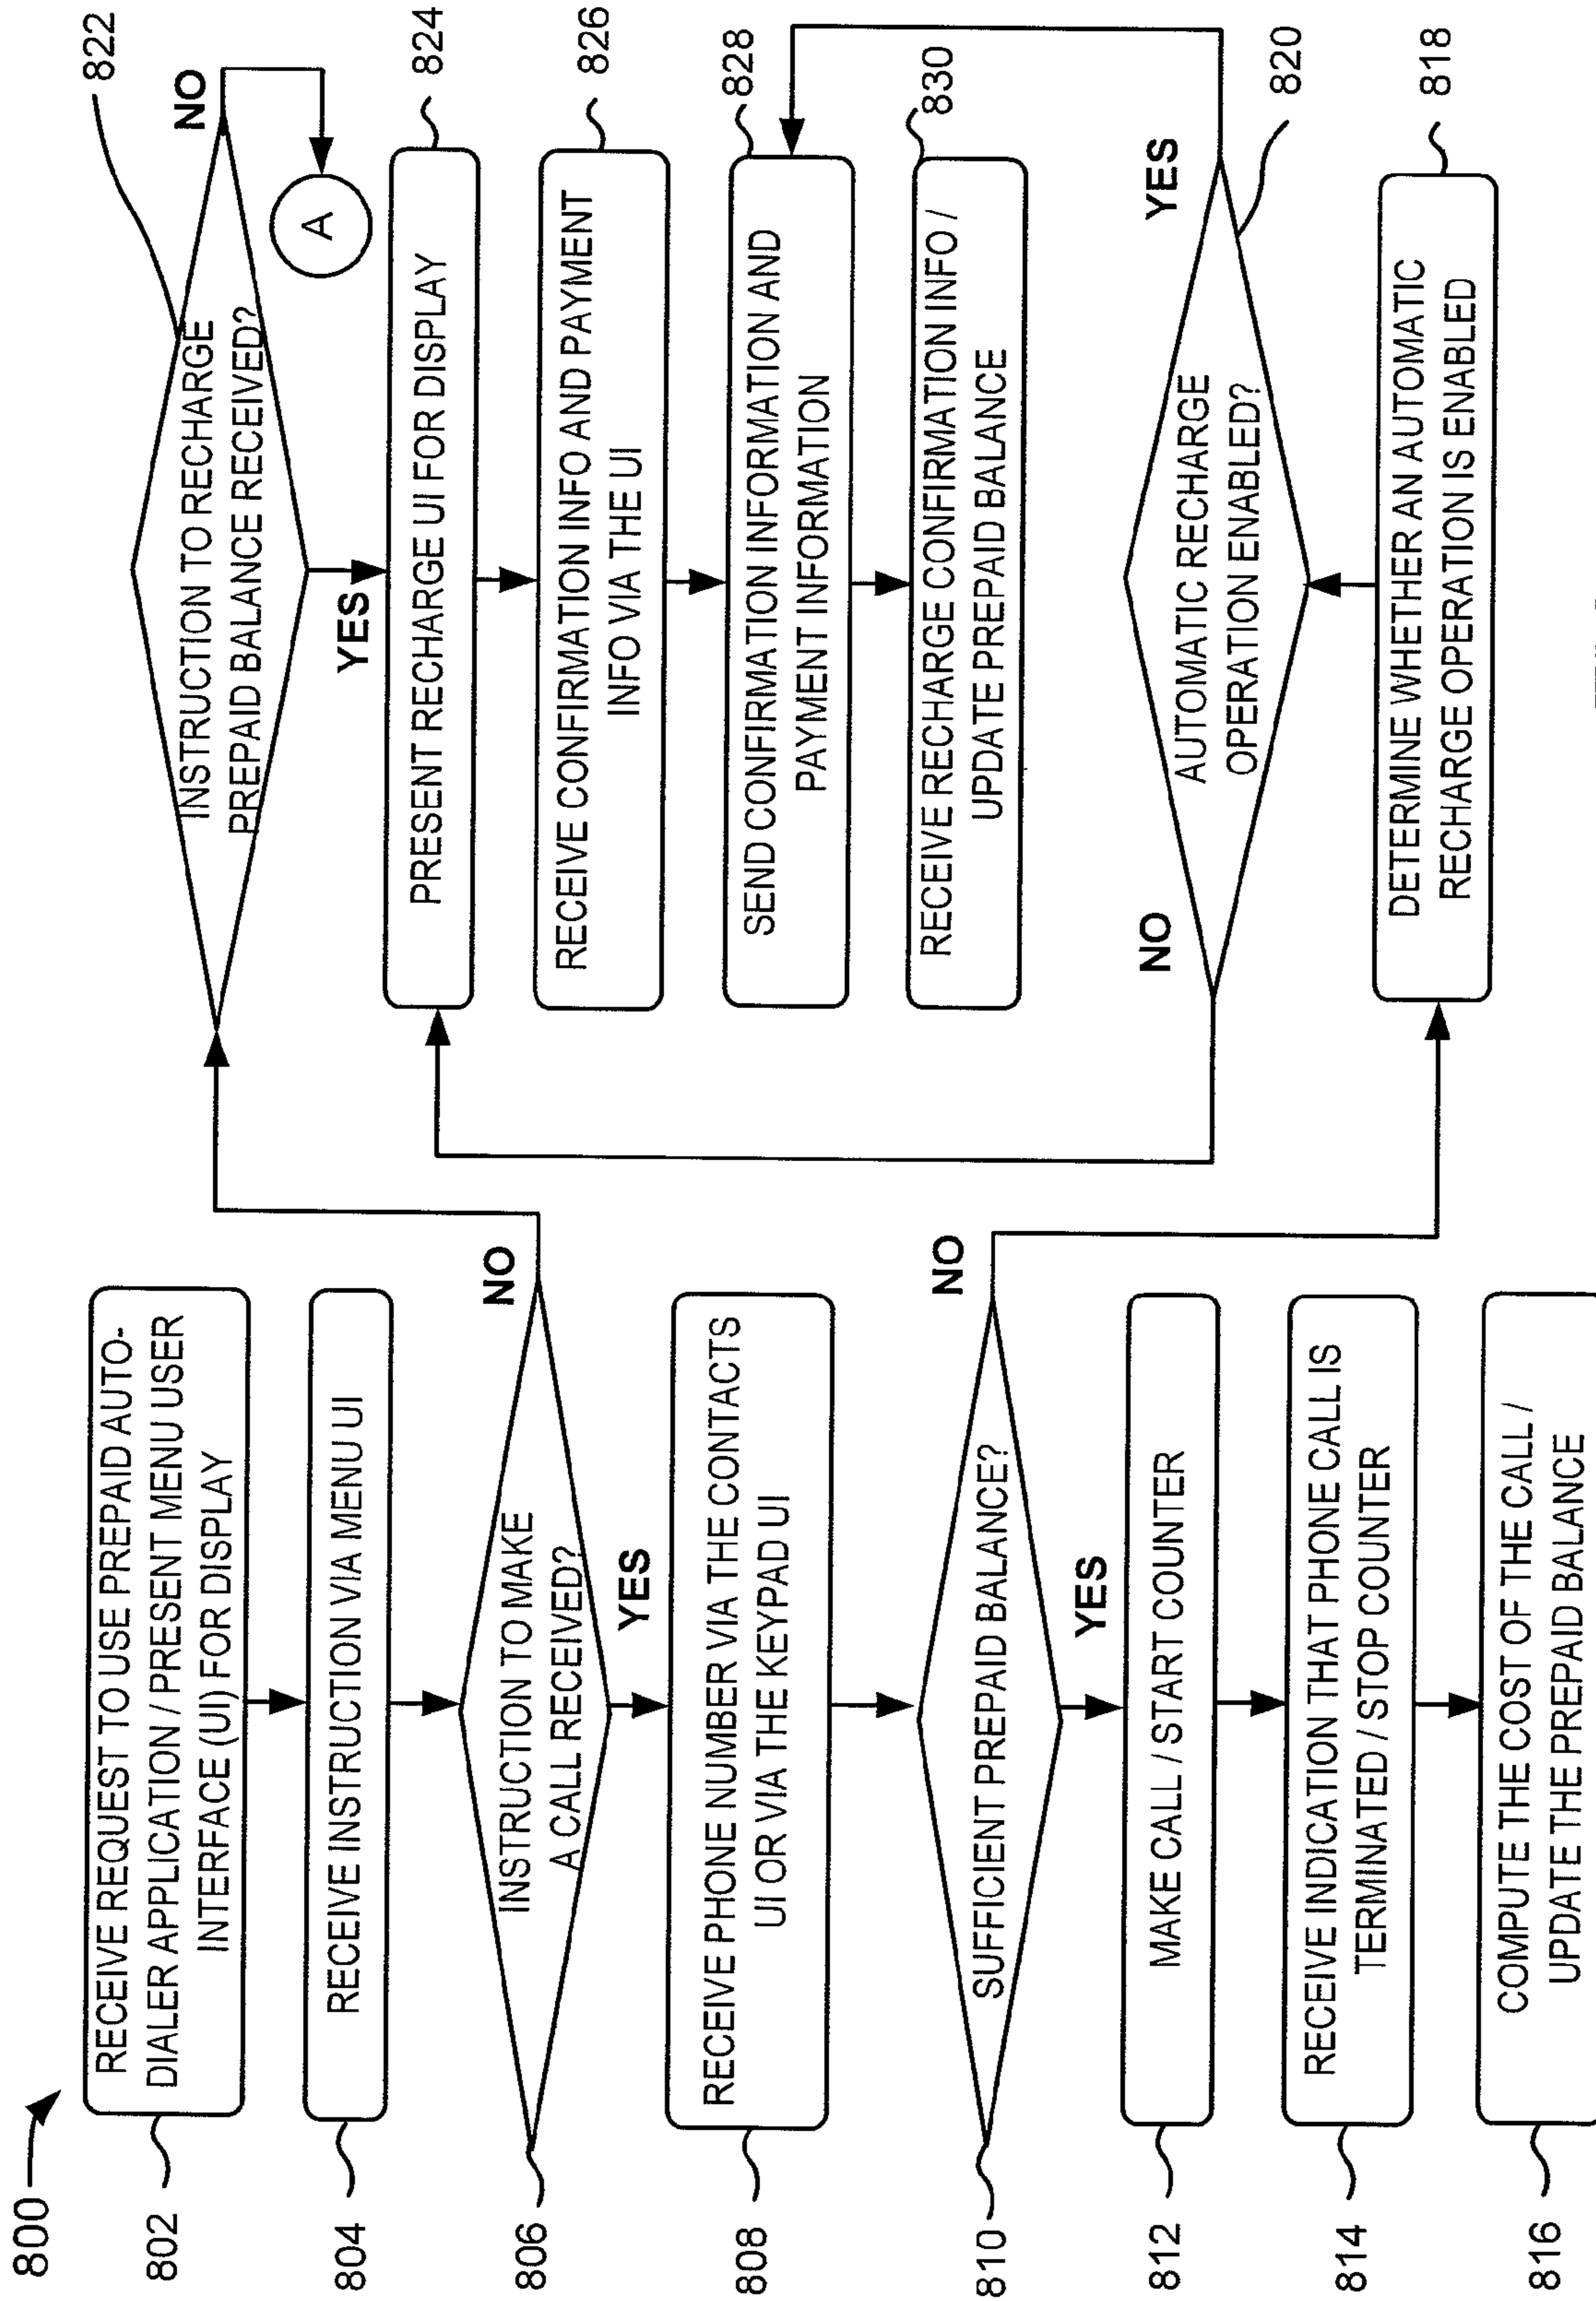 800
802
RECEIVE REQUEST TO USE PREPAID AUTO-
DIALER APPLICATION / PRESENT MENU USER
INTERFACE (UI) FOR DISPLAY
804
RECEIVE INSTRUCTION VIA MENU UI
806
INSTRUCTION TO MAKE
A CALL RECEIVED?
NO
YES
808
RECEIVE PHONE NUMBER VIA THE CONTACTS
UI OR VIA THE KEYPAD UI
810
SUFFICIENT PREPAID BALANCE?
NO
YES
812
MAKE CALL / START COUNTER
814
RECEIVE INDICATION THAT PHONE CALL IS
TERMINATED / STOP COUNTER
816
COMPUTE THE COST OF THE CALL /
UPDATE THE PREPAID BALANCE
822
INSTRUCTION TO RECHARGE
PREPAID BALANCE RECEIVED?
NO
A
YES
824
PRESENT RECHARGE UI FOR DISPLAY
826
RECEIVE CONFIRMATION INFO AND PAYMENT
INFO VIA THE UI
828
SEND CONFIRMATION INFORMATION AND
PAYMENT INFORMATION
830
RECEIVE RECHARGE CONFIRMATION INFO /
UPDATE PREPAID BALANCE
NO
YES
820
AUTOMATIC RECHARGE
OPERATION ENABLED?
818
DETERMINE WHETHER AN AUTOMATIC
RECHARGE OPERATION IS ENABLED